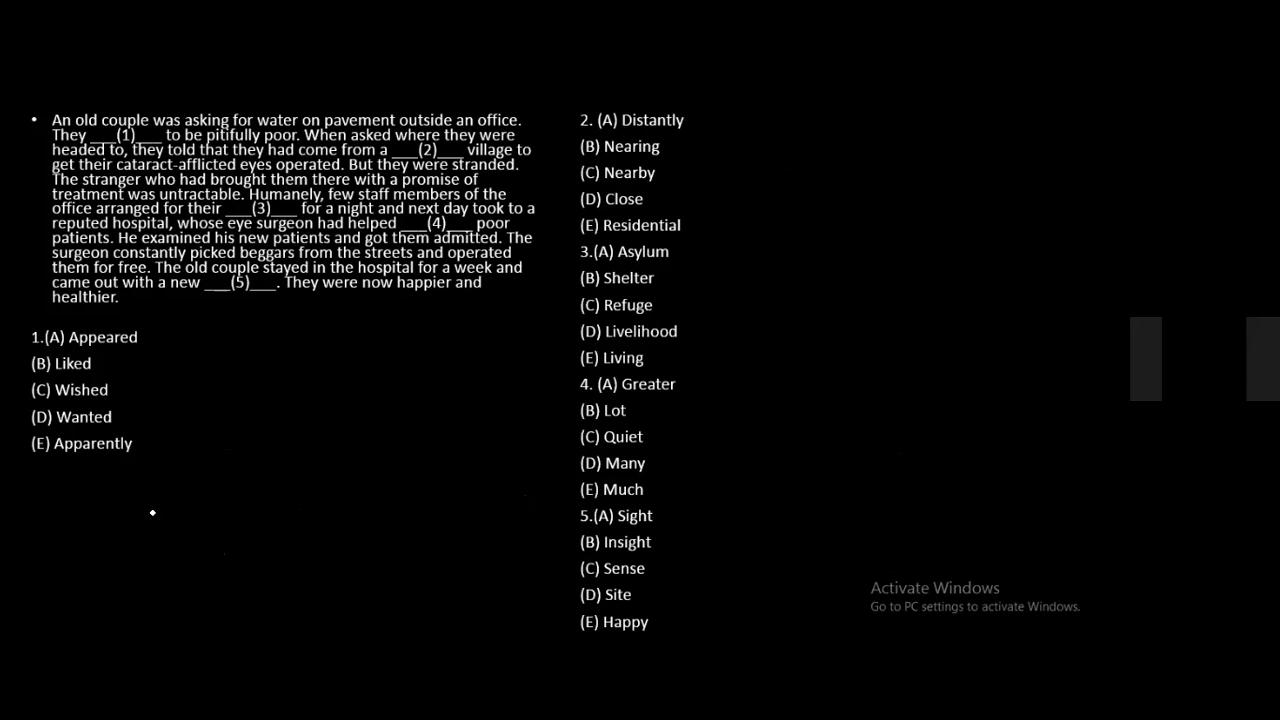 • An old couple was asking for water on pavement outside an office.
They ___(1)___ to be pitifully poor. When asked where they were
headed to, they told that they had come from a ___(2)___ village to
get their cataract-afflicted eyes operated. But they were stranded.
The stranger who had brought them there with a promise of
treatment was untractable. Humanely, few staff members of the
office arranged for their ___(3)___ for a night and next day took to a
reputed hospital, whose eye surgeon had helped ___(4)___ poor
patients. He examined his new patients and got them admitted. The
surgeon constantly picked beggars from the streets and operated
them for free. The old couple stayed in the hospital for a week and
came out with a new ___(5)___. They were now happier and
healthier.
1.(A) Appeared
(B) Liked
(C) Wished
(D) Wanted
(E) Apparently
2. (A) Distantly
(B) Nearing
(C) Nearby
(D) Close
(E) Residential
3.(A) Asylum
(B) Shelter
(C) Refuge
(D) Livelihood
(E) Living
4. (A) Greater
(B) Lot
(C) Quiet
(D) Many
(E) Much
5.(A) Sight
(B) Insight
(C) Sense
(D) Site
(E) Happy
Activate Windows
Go to PC settings to activate Windows.